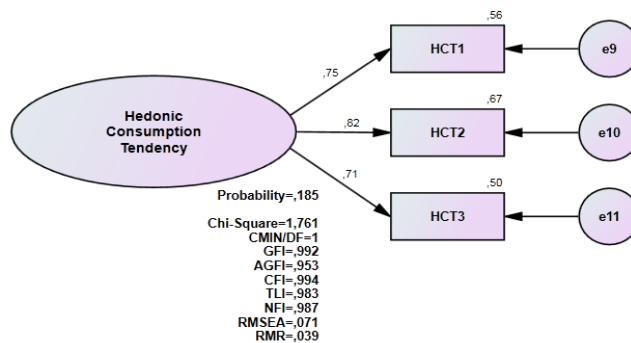 ,56
,75
HCT1
e9
Hedonic
Consumption
Tendency
,67
,82
HCT2
e10
,50
,71
HCT3
e11
Probability=,185
Chi-Square=1,761
CMIN/DF=1
GFI=,992
AGFI=,953
CFI=,994
TLI=,983
NFI=,987
RMSEA=,071
RMR=,039